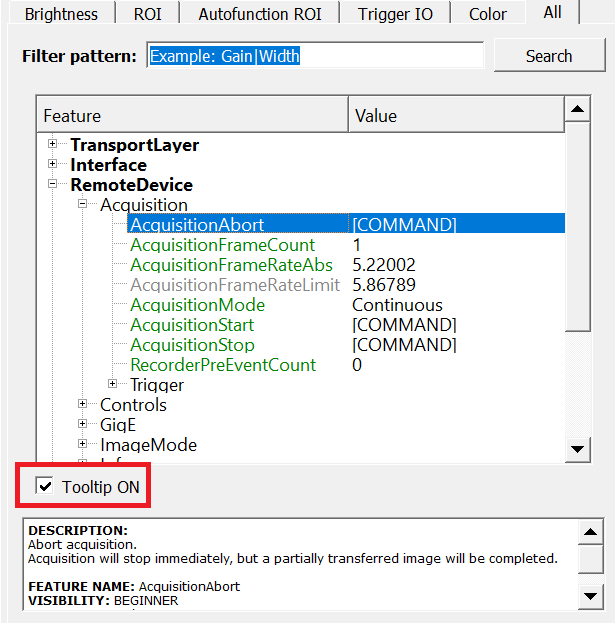 Brightness ROI Autofunction ROI Trigger IO Color All
Filter pattern: Example: Gain|Width Search
Feature Value
TransportLayer
Interface
RemoteDevice
Acquisition
AcquisitionAbort [COMMAND]
AcquisitionFrameCount 1
AcquisitionFrameRateAbs 5.22002
AcquisitionFrameRateLimit 5.86789
AcquisitionMode Continuous
AcquisitionStart [COMMAND]
AcquisitionStop [COMMAND]
RecorderPreEventCount 0
Trigger
Controls
GigE
ImageMode
Tooltip ON
DESCRIPTION:
Abort acquisition.
Acquisition will stop immediately, but a partially transferred image will be completed.
FEATURE NAME: AcquisitionAbort
VISIBILITY: BEGINNER